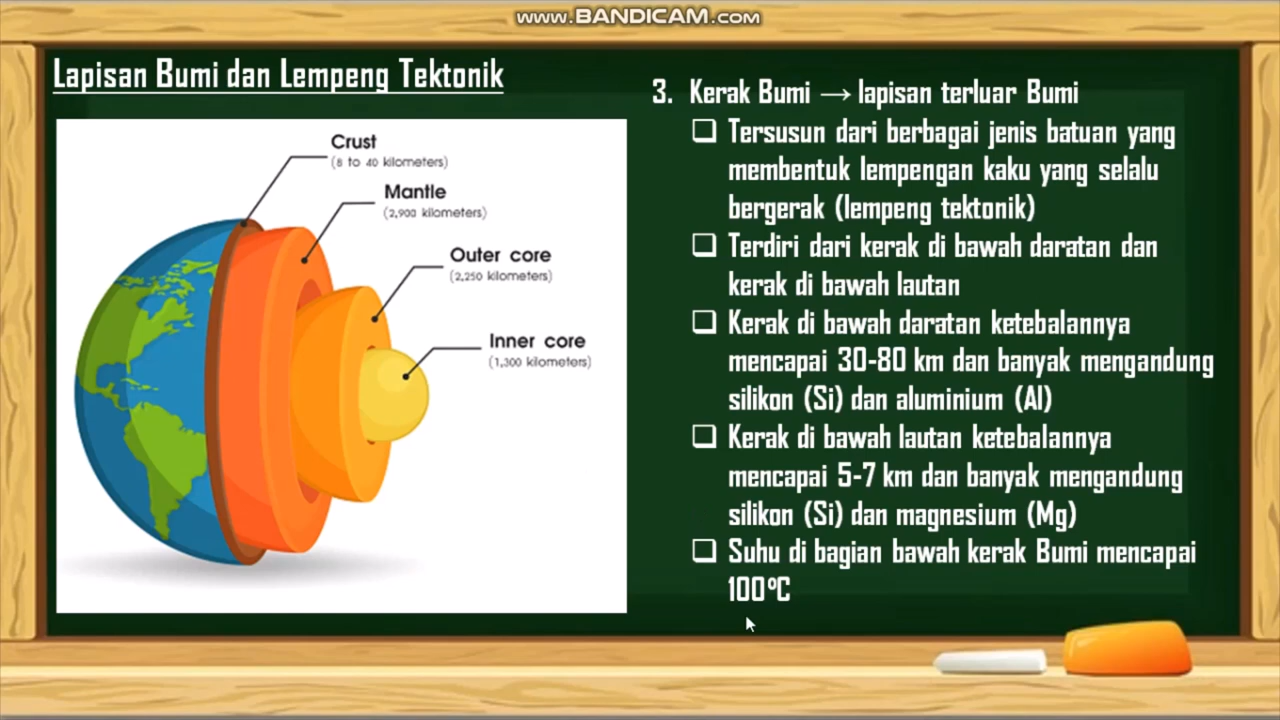 www.BANDICAM.com
Lapisan Bumi dan Lempeng Tektonik
Crust
(8 to 40 kilometers)
Mantle
(2,900 kilometers)
Outer core
(2,250 kilometers)
Inner core
(1,300 kilometers)
3. Kerak Bumi → lapisan terluar Bumi
❑ Tersusun dari berbagai jenis batuan yang
membentuk lempengan kaku yang selalu
bergerak (lempeng tektonik)
❑ Terdiri dari kerak di bawah daratan dan
kerak di bawah lautan
❑ Kerak di bawah daratan ketebalannya
mencapai 30-80 km dan banyak mengandung
silikon (Si) dan aluminium (Al)
❑ Kerak di bawah lautan ketebalannya
mencapai 5-7 km dan banyak mengandung
silikon (Si) dan magnesium (Mg)
❑ Suhu di bagian bawah kerak Bumi mencapai
100ºC